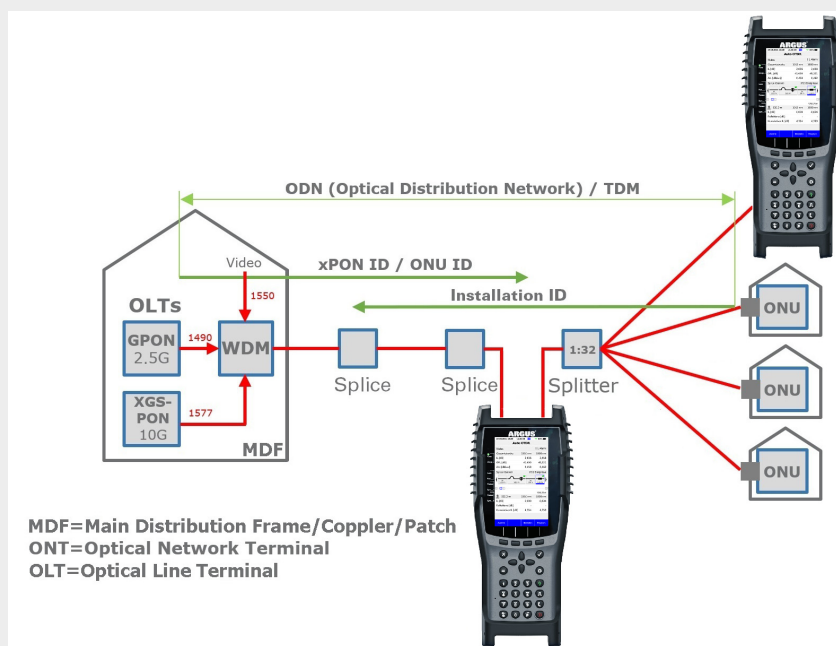 ARGUS
ODN (Optical Distribution Network) / TDM
Video
xPON ID / ONU ID
1550
Installation ID
OLTs
GPON
2.5G
1490
WDM
XGS-
PON
10G
1577
MDF
Splice
Splice
1:32
Splitter
ONU
ONU
ONU
ARGUS
MDF=Main Distribution Frame/Coppler/Patch
ONT=Optical Network Terminal
OLT=Optical Line Terminal